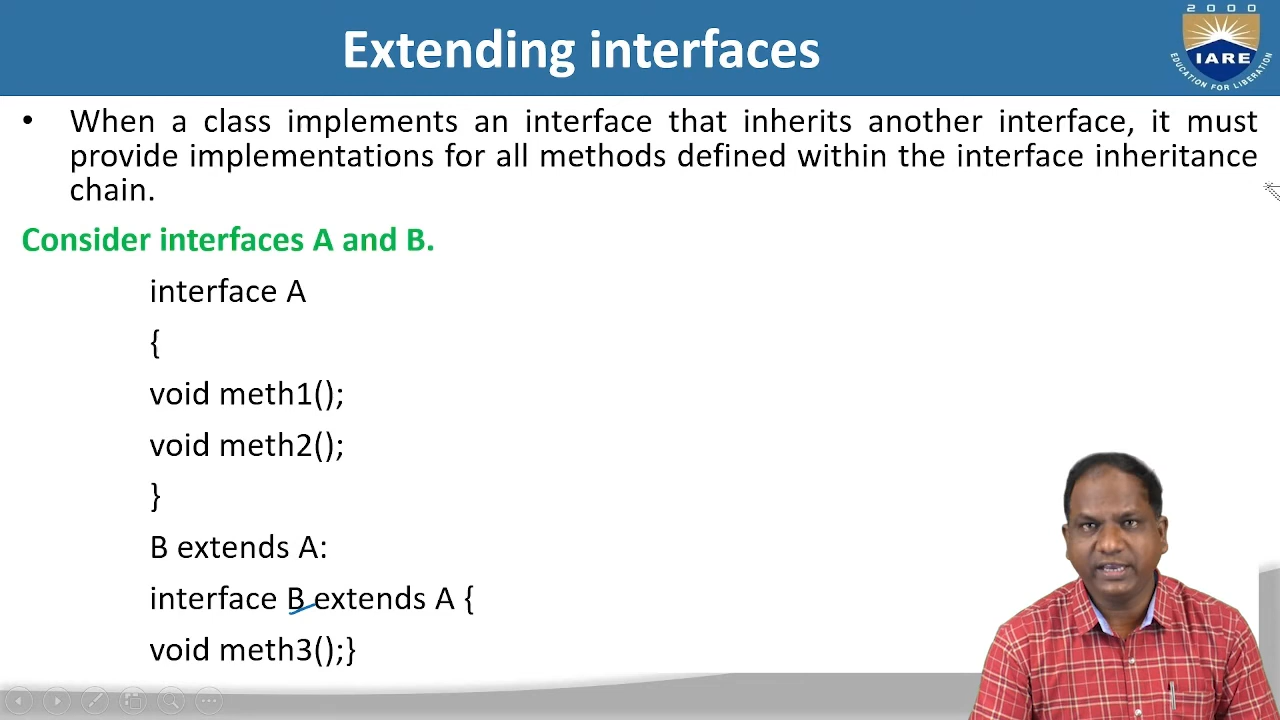 Extending interfaces
2000
IARE
EDUCATION FOR LIBERATION
• When a class implements an interface that inherits another interface, it must
provide implementations for all methods defined within the interface inheritance
chain.
Consider interfaces A and B.
interface A
{
void meth1();
void meth2();
}
B extends A:
interface B extends A {
void meth3();}